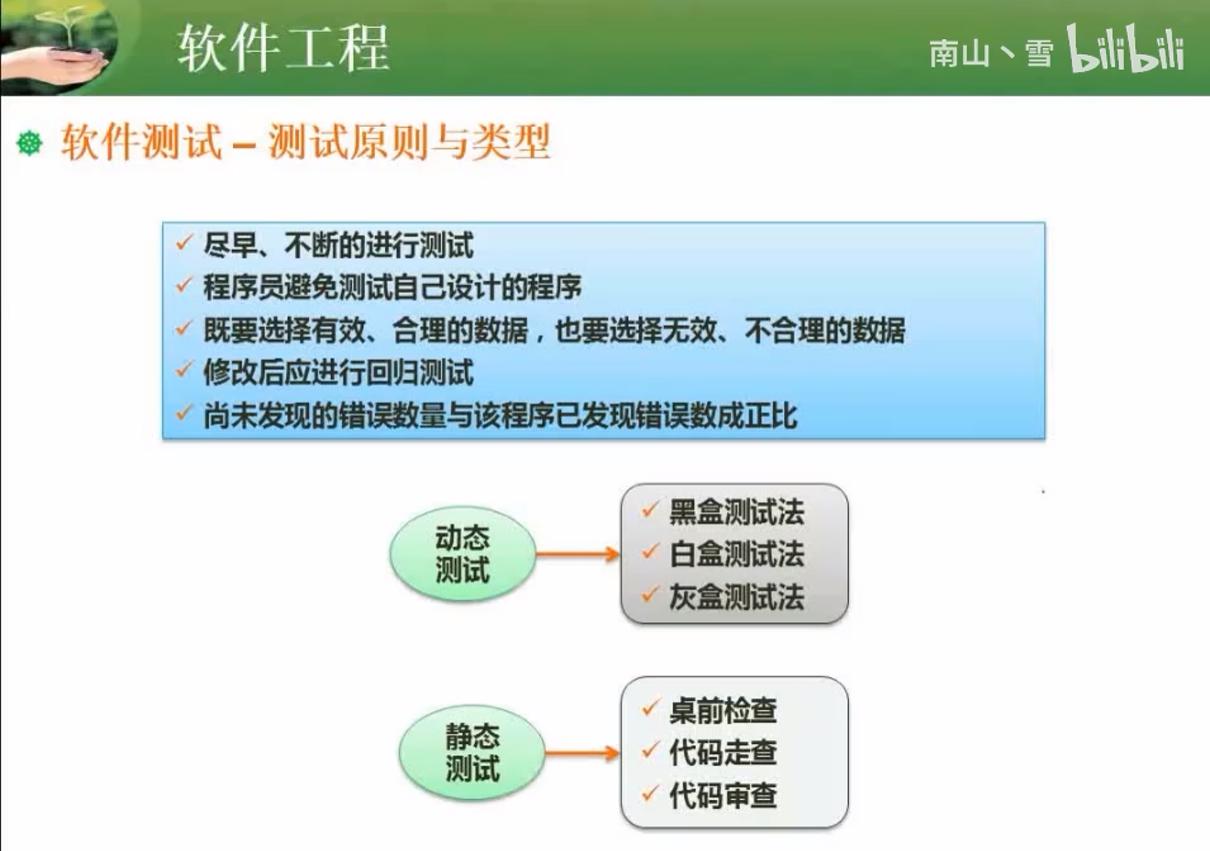 软件工程
南山丶雪 bilibili
软件测试 – 测试原则与类型
✓ 尽早、不断的进行测试
✓ 程序员避免测试自己设计的程序
✓ 既要选择有效、合理的数据，也要选择无效、不合理的数据
✓ 修改后应进行回归测试
✓ 尚未发现的错误数量与该程序已发现错误数成正比
动态
测试
✓ 黑盒测试法
✓ 白盒测试法
✓ 灰盒测试法
静态
测试
✓ 桌前检查
✓ 代码走查
✓ 代码审查